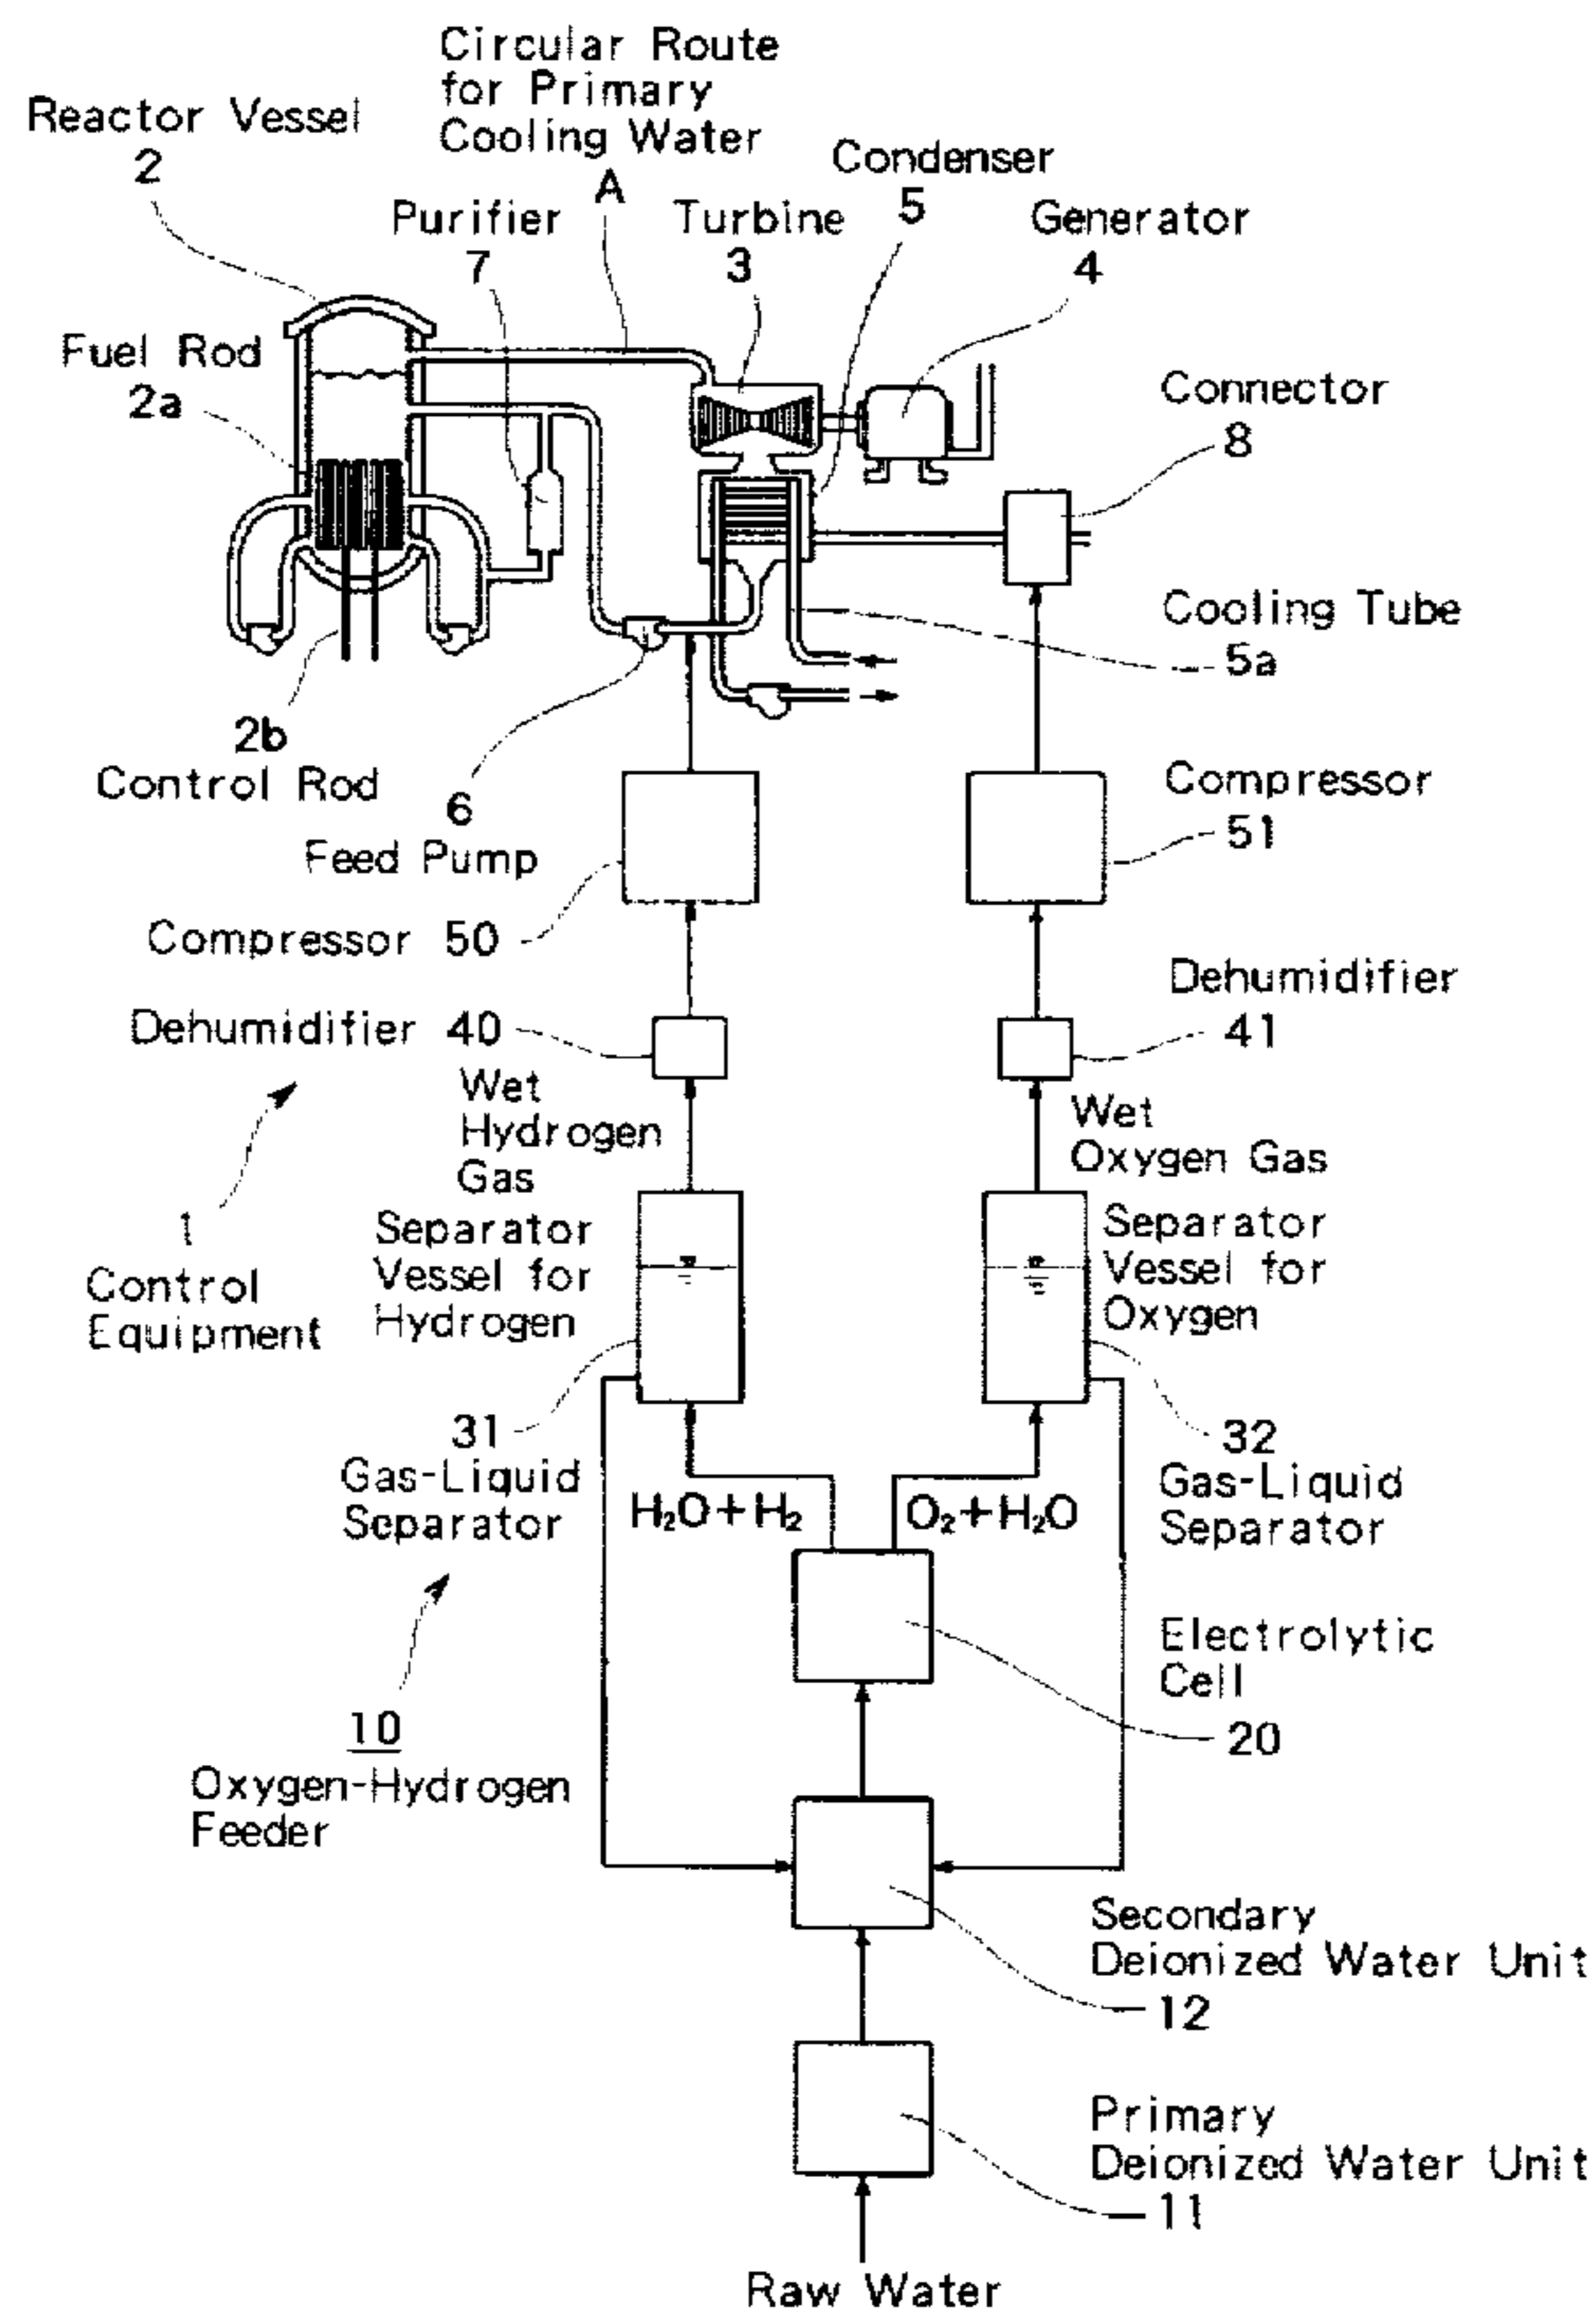 Circular Route
for Primary
Cooling Water
A
Reactor Vessel
2
Condenser
5
Purifier
7
Turbine
3
Generator
4
Fuel Rod
2a
Connector
8
Cooling Tube
5a
2b
Control Rod
6
Feed Pump
Compressor
51
Compressor 50
Dehumidifier
41
Dehumidifier 40
Wet
Hydrogen
Gas
Wet
Oxygen Gas
1
Control
Equipment
Separator
Vessel for
Hydrogen
Separator
Vessel for
Oxygen
31
Gas-Liquid
Separator
32
Gas-Liquid
Separator
H₂O+H₂
O₂+H₂O
Electrolytic
Cell
20
10
Oxygen-Hydrogen
Feeder
Secondary
Deionized Water Unit
12
Primary
Deionized Water Unit
11
Raw Water